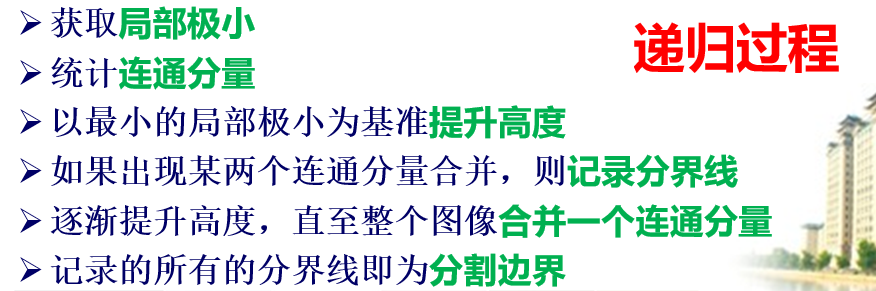 递归过程
➢获取局部极小
➢统计连通分量
➢以最小的局部极小为基准提升高度
➢如果出现某两个连通分量合并，则记录分界线
➢逐渐提升高度，直至整个图像合并一个连通分量
➢记录的所有的分界线即为分割边界